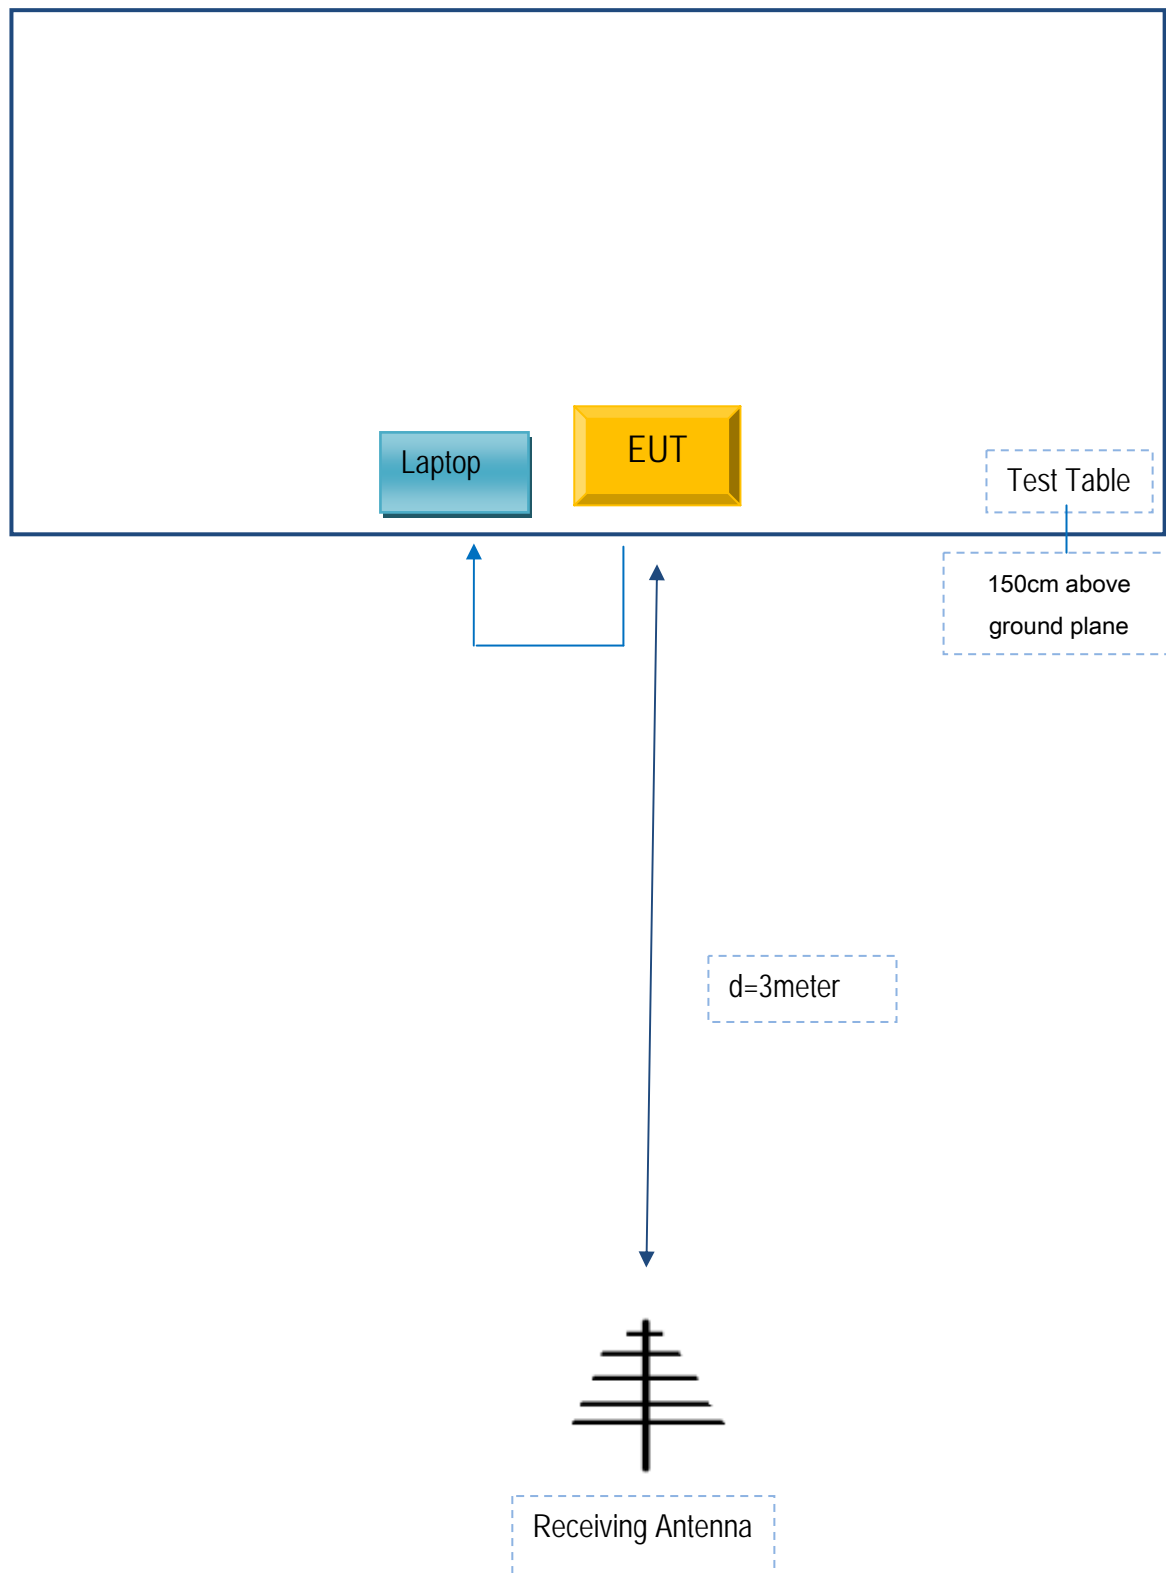 EUT
Laptop
Test Table
150cm above
ground plane
d=3meter
Receiving Antenna